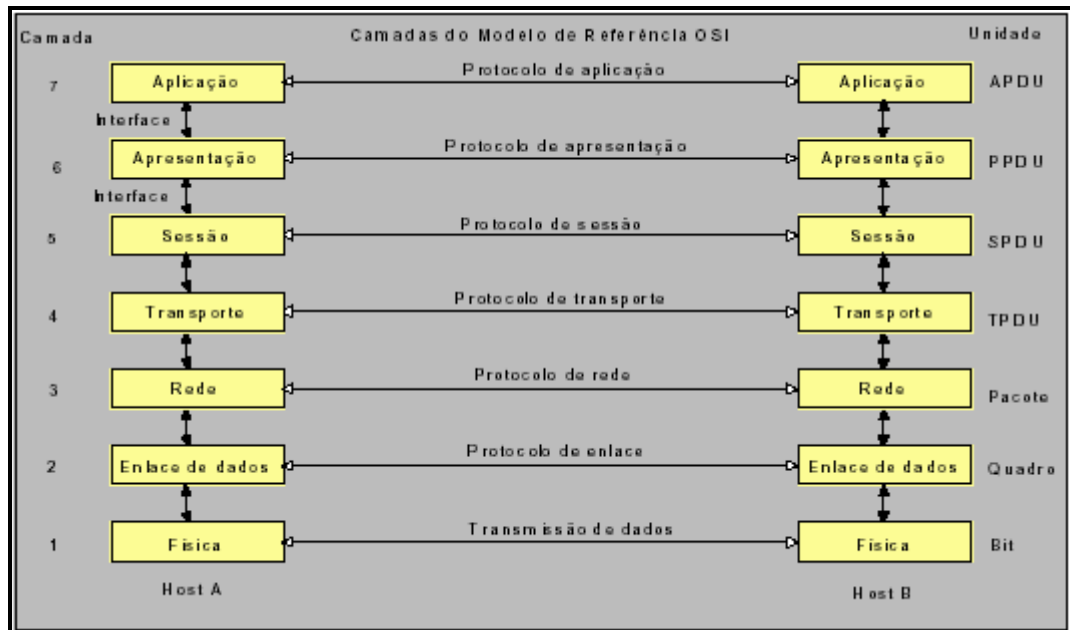 Camada Camadas do Modelo de Referência OSI Unidade
7 Aplicação Protocolo de aplicação Aplicação APDU
Interface
6 Apresentação Protocolo de apresentação Apresentação PPDU
Interface
5 Sessão Protocolo de sessão Sessão SPDU
4 Transporte Protocolo de transporte Transporte TPDU
3 Rede Protocolo de rede Rede Pacote
2 Enlace de dados Protocolo de enlace Enlace de dados Quadro
1 Física Transmissão de dados Física Bit
Host A Host B